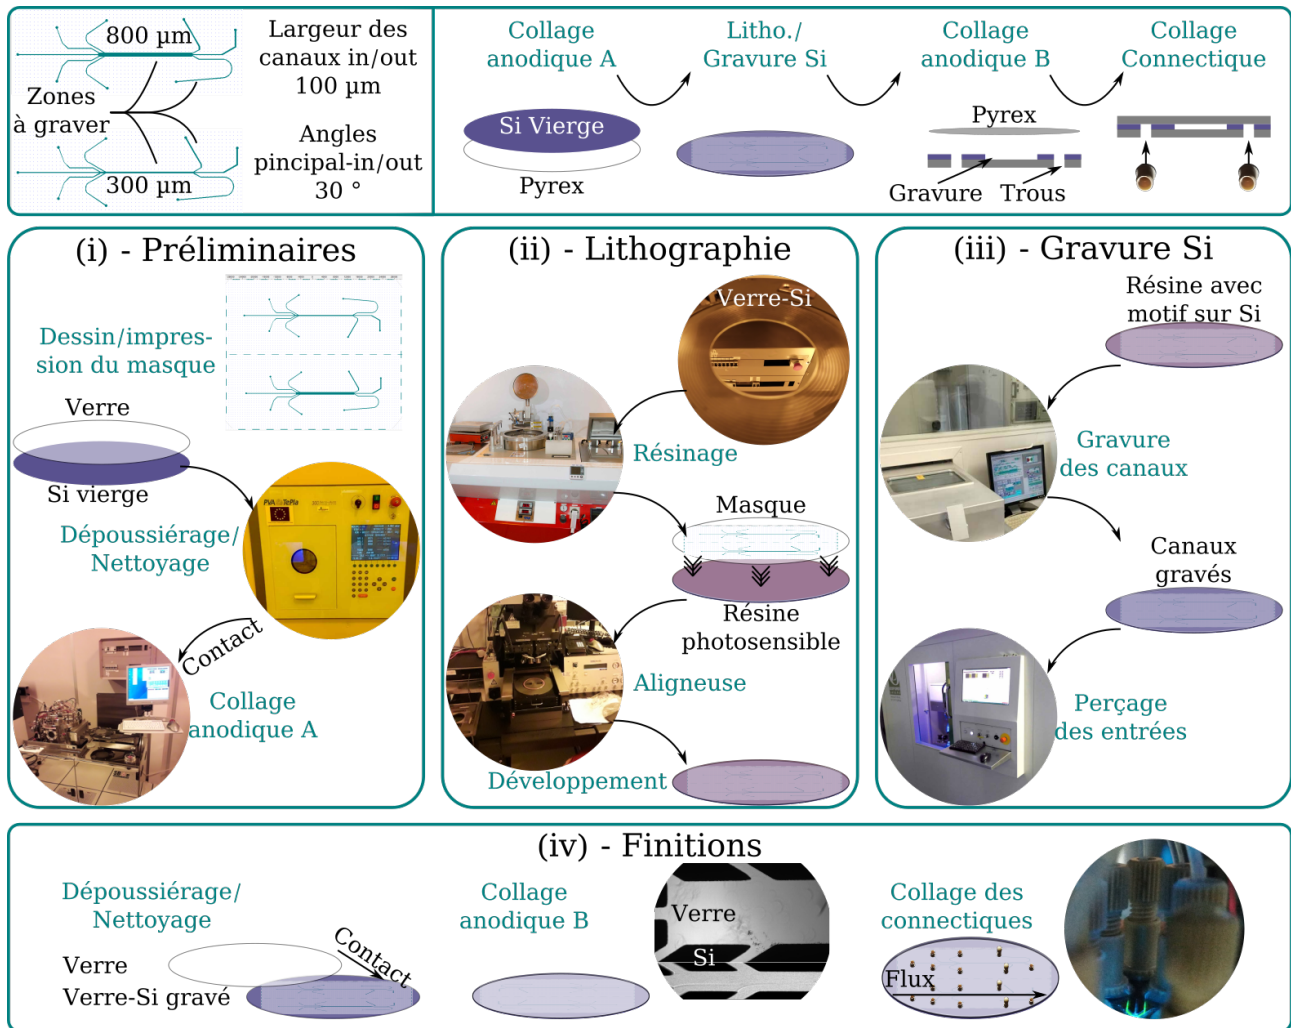 800 µm
Zones
à graver
300 µm
Largeur des
canaux in/out
100 µm
Angles
pincipal-in/out
30 °
Collage
anodique A
Litho./
Gravure Si
Collage
anodique B
Collage
Connectique
Si Vierge
Pyrex
Pyrex
Gravure
Trous
(i) - Préliminaires
Dessin/impres-
sion du masque
Verre
Si vierge
Dépoussiérage/
Nettoyage
PVA TePla
Contact
Collage
anodique A
(ii) - Lithographie
Verre-Si
Résinage
Masque
Résine
photosensible
Aligneuse
Développement
(iii) - Gravure Si
Résine avec
motif sur Si
Gravure
des canaux
Canaux
gravés
Perçage
des entrées
(iv) - Finitions
Dépoussiérage/
Nettoyage
Verre
Contact
Verre-Si gravé
Collage
anodique B
Verre
Si
Collage des
connectiques
Flux